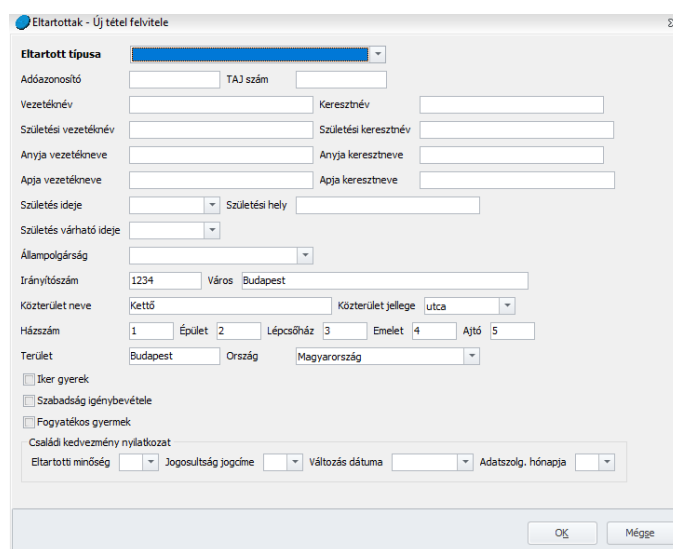 Eltartottak - Új tétel felvitele
Eltartott típusa
Adóazonosító TAJ szám
Vezetéknév Keresztnév
Születési vezetéknév Születési keresztnév
Anyja vezetékneve Anyja keresztneve
Apja vezetékneve Apja keresztneve
Születés ideje Születési hely
Születés várható ideje
Állampolgárság
Irányítószám 1234 Város Budapest
Közterület neve Kettő Közterület jellege utca
Házszám 1 Épület 2 Lépcsőház 3 Emelet 4 Ajtó 5
Terület Budapest Ország Magyarország
Iker gyerek
Szabadság igénybevétele
Fogyatékos gyermek
Családi kedvezmény nyilatkozat
Eltartotti minőség Jogosultság jogcíme Változás dátuma Adatszolg. hónapja
OK Mégse